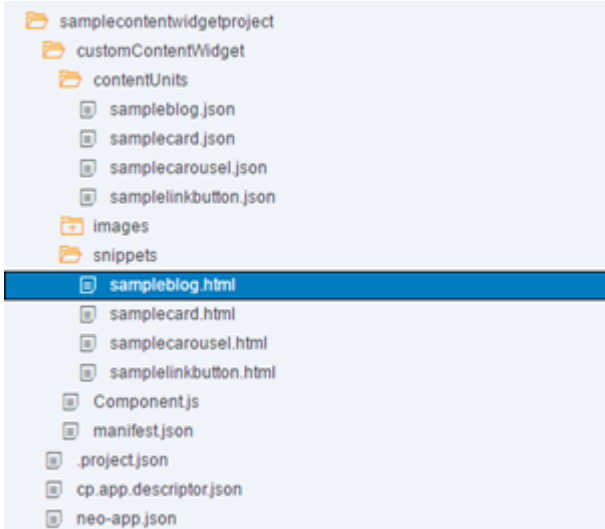 samplecontentwidgetproject
customContentWidget
contentUnits
sampleblog.json
samplecard.json
samplecarousel.json
samplelinkbutton.json
images
snippets
sampleblog.html
samplecard.html
samplecarousel.html
samplelinkbutton.html
Component.js
manifest.json
.project.json
cp.app.descriptor.json
neo-app.json